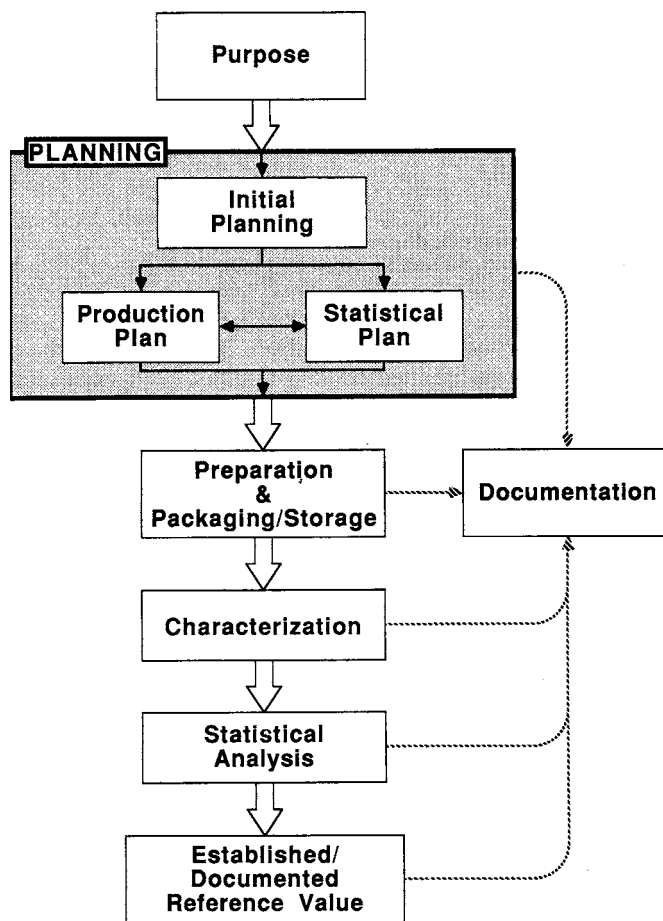 Purpose
PLANNING
Initial
Planning
Production
Plan
Statistical
Plan
Preparation
&
Packaging/Storage
Documentation
Characterization
Statistical
Analysis
Established/
Documented
Reference Value